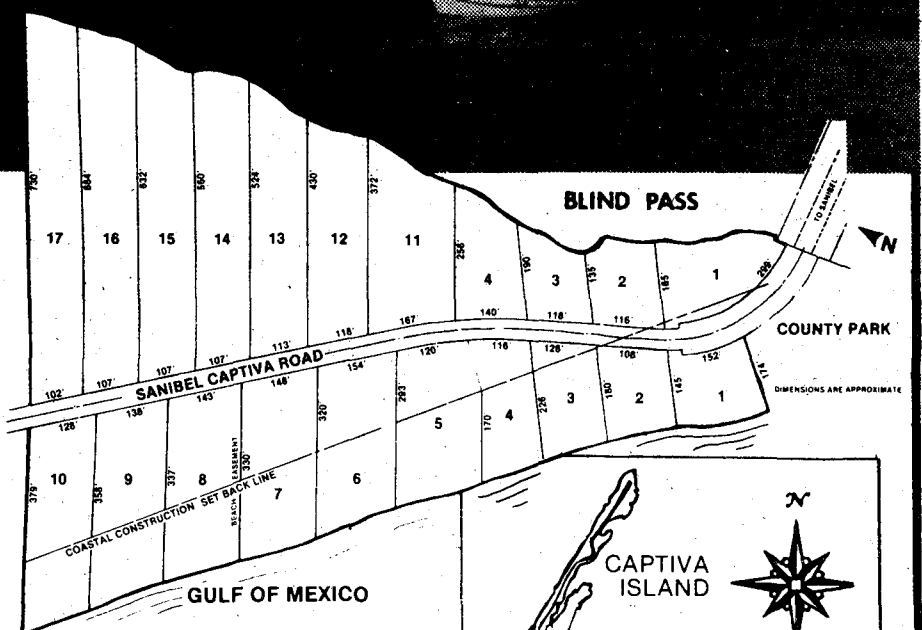 BLIND PASS
TO SANIBEL
N
730' 684' 632' 560' 524' 430' 372'
17 16 15 14 13 12 11
256' 190' 135' 165' 299'
4 3 2 1
102' 107' 107' 107' 113' 118' 167' 140' 118' 116'
SANIBEL CAPTIVA ROAD
COUNTY PARK
128' 138' 143' 148' 154' 120' 116' 128' 108' 152'
DIMENSIONS ARE APPROXIMATE
379' 358' 337' 330' 320' 293' 170' 226' 180' 145' 174'
10 9 8 7 6 5 4 3 2 1
BEACH EASEMENT
COASTAL CONSTRUCTION SET BACK LINE
GULF OF MEXICO
CAPTIVA
ISLAND
N